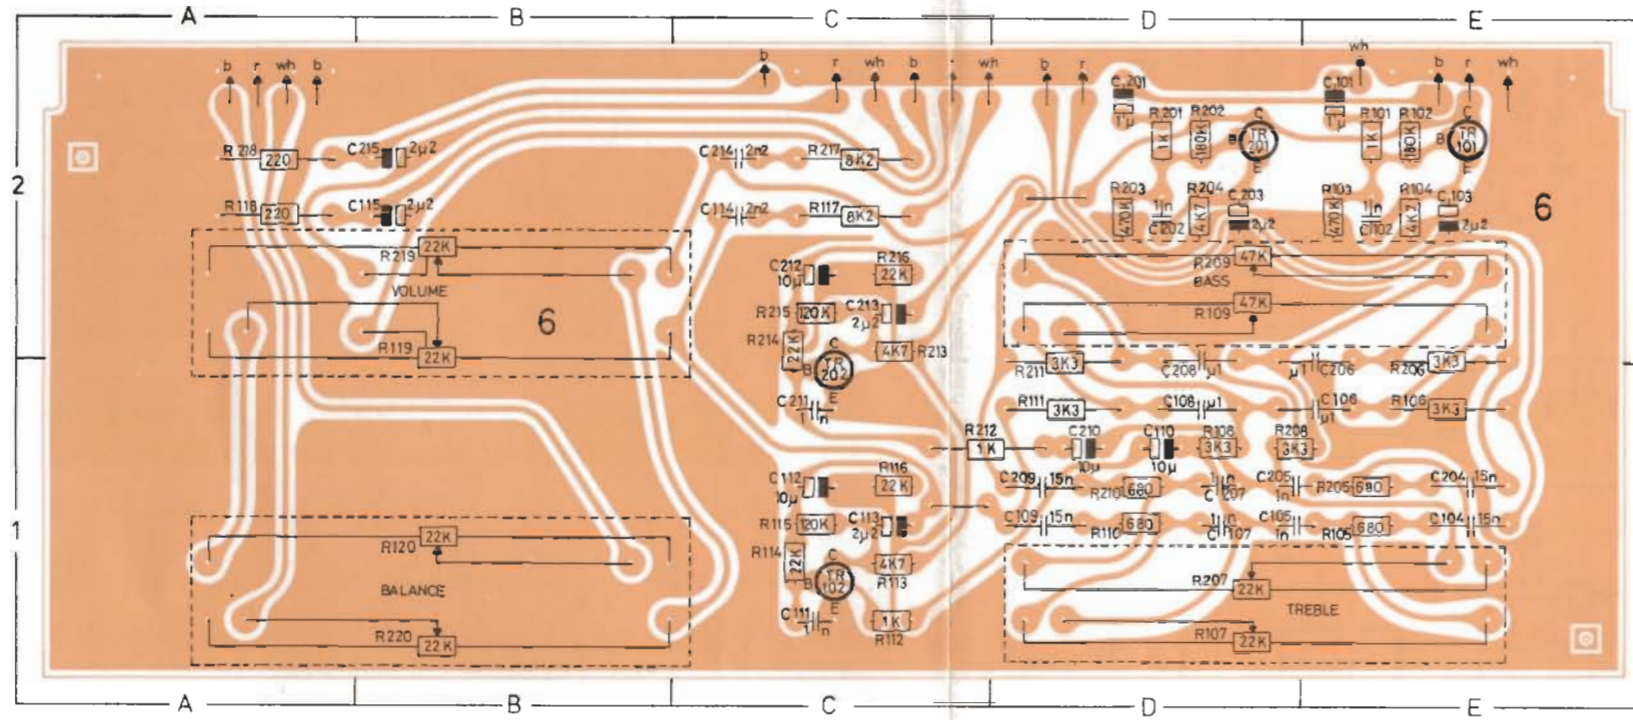 A B C D E
b r wh b b r wh b r wh b r wh b r wh
C201 1µ R201 1K R202 180K C B TR 201 E
C101 1µ R101 1K R102 180K C B TR 101 E
R218 220 C215 2µ2 C214 2n2 R217 8K2
2
R118 220 C115 2µ2 C114 2n2 R117 8K2
R203 470K 1n C202 R204 4K7 C203 2µ2
R103 470K 1n C102 R104 4K7 C103 2µ2
6
R219 22K
VOLUME
6
R119 22K
C212 10µ R216 22K
R215 120K C213 2µ2
R214 22K 4K7 R213
C B TR 202 E
C211 1n
R209 47K
BASS
47K R109
R211 3K3 C208 µ1 µ1 C206 R206 3K3
R111 3K3 C108 µ1 C106 µ1 R106 3K3
R212 1K C210 10µ C110 10µ R108 3K3 R208 3K3
C112 10µ R116 22K
C209 15n R210 680 1n C207 C205 1n R205 680 C204 15n
1
R115 120K C113 2µ2
C109 15n R110 680 1n C107 C105 1n R105 680 C104 15n
R114 22K 4K7 R113
C B TR 102 E
C111 1n 1K R112
R120 22K
BALANCE
R220 22K
R207 22K
TREBLE
R107 22K
A B C D E